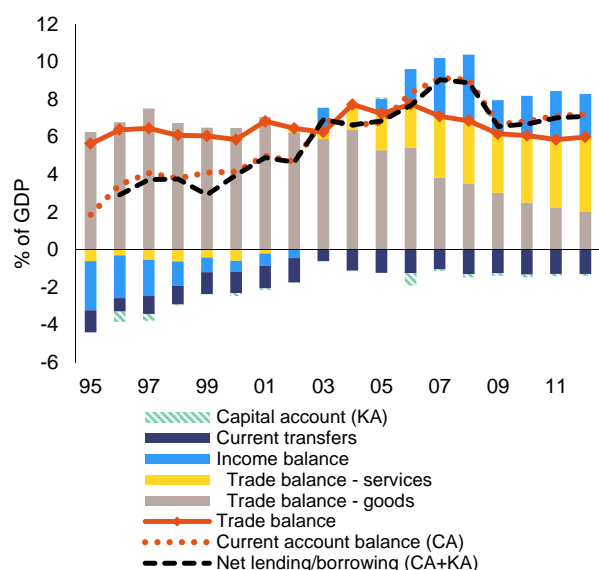 12
10
8
6
4
2
0
-2
-4
-6
% of GDP
95 97 99 01 03 05 07 09 11
Capital account (KA)
Current transfers
Income balance
Trade balance - services
Trade balance - goods
Trade balance
Current account balance (CA)
Net lending/borrowing (CA+KA)